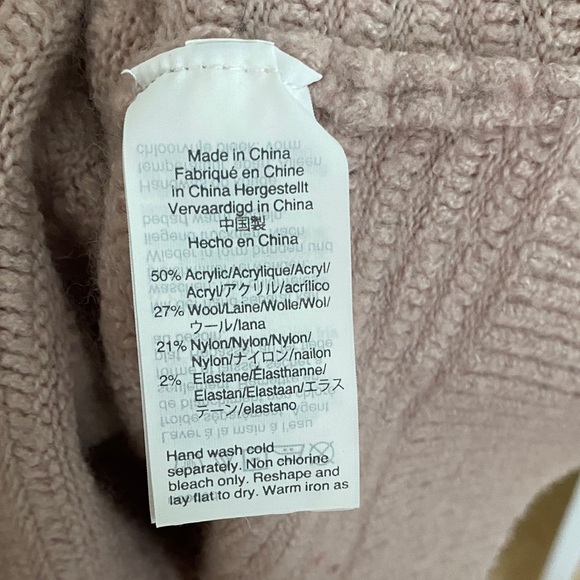 Made in China
Fabriqué en Chine
in China Hergestellt
Vervaardigd in China
中国製
Hecho en China
50% Acrylic/Acrylique/Acryl/
Acryl/アクリル/acrílico
27% Wool/Laine/Wolle/Wol/
ウール/lana
21% Nylon/Nylon/Nylon/
Nylon/ナイロン/nailon
2% Elastane/Élasthanne/
Elastan/Elastaan/エラス
テーン/elastano
Hand wash cold
separately. Non chlorine
bleach only. Reshape and
lay flat to dry. Warm iron as